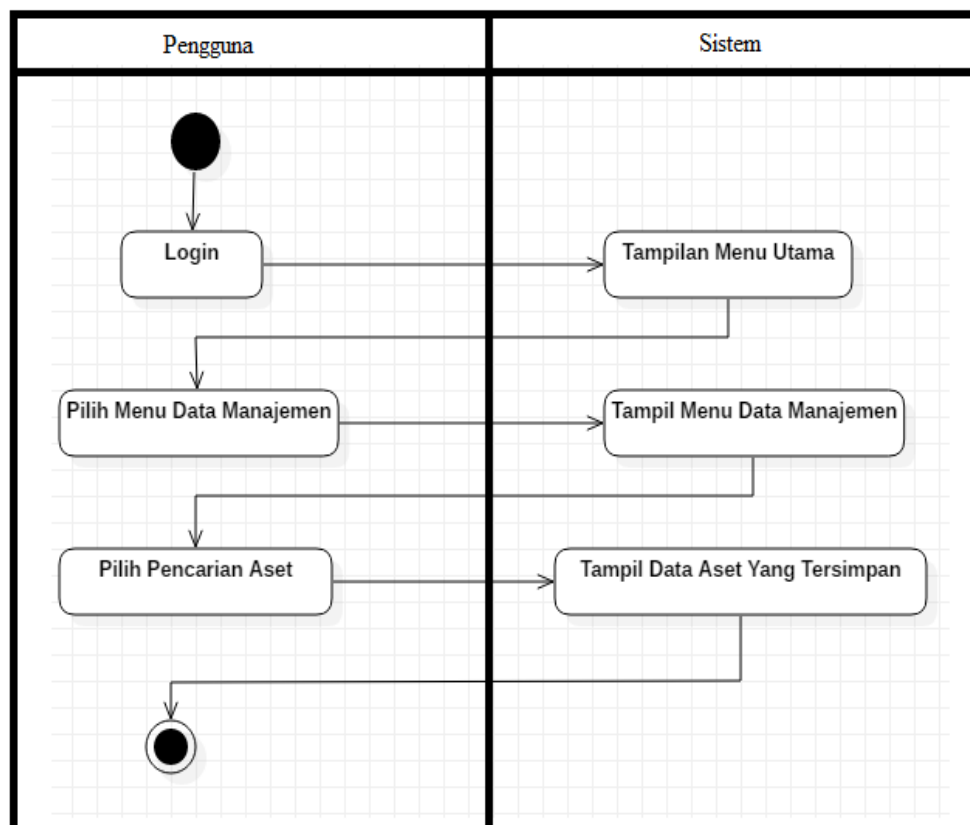 Pengguna
Sistem
Login
Tampilan Menu Utama
Pilih Menu Data Manajemen
Tampil Menu Data Manajemen
Pilih Pencarian Aset
Tampil Data Aset Yang Tersimpan